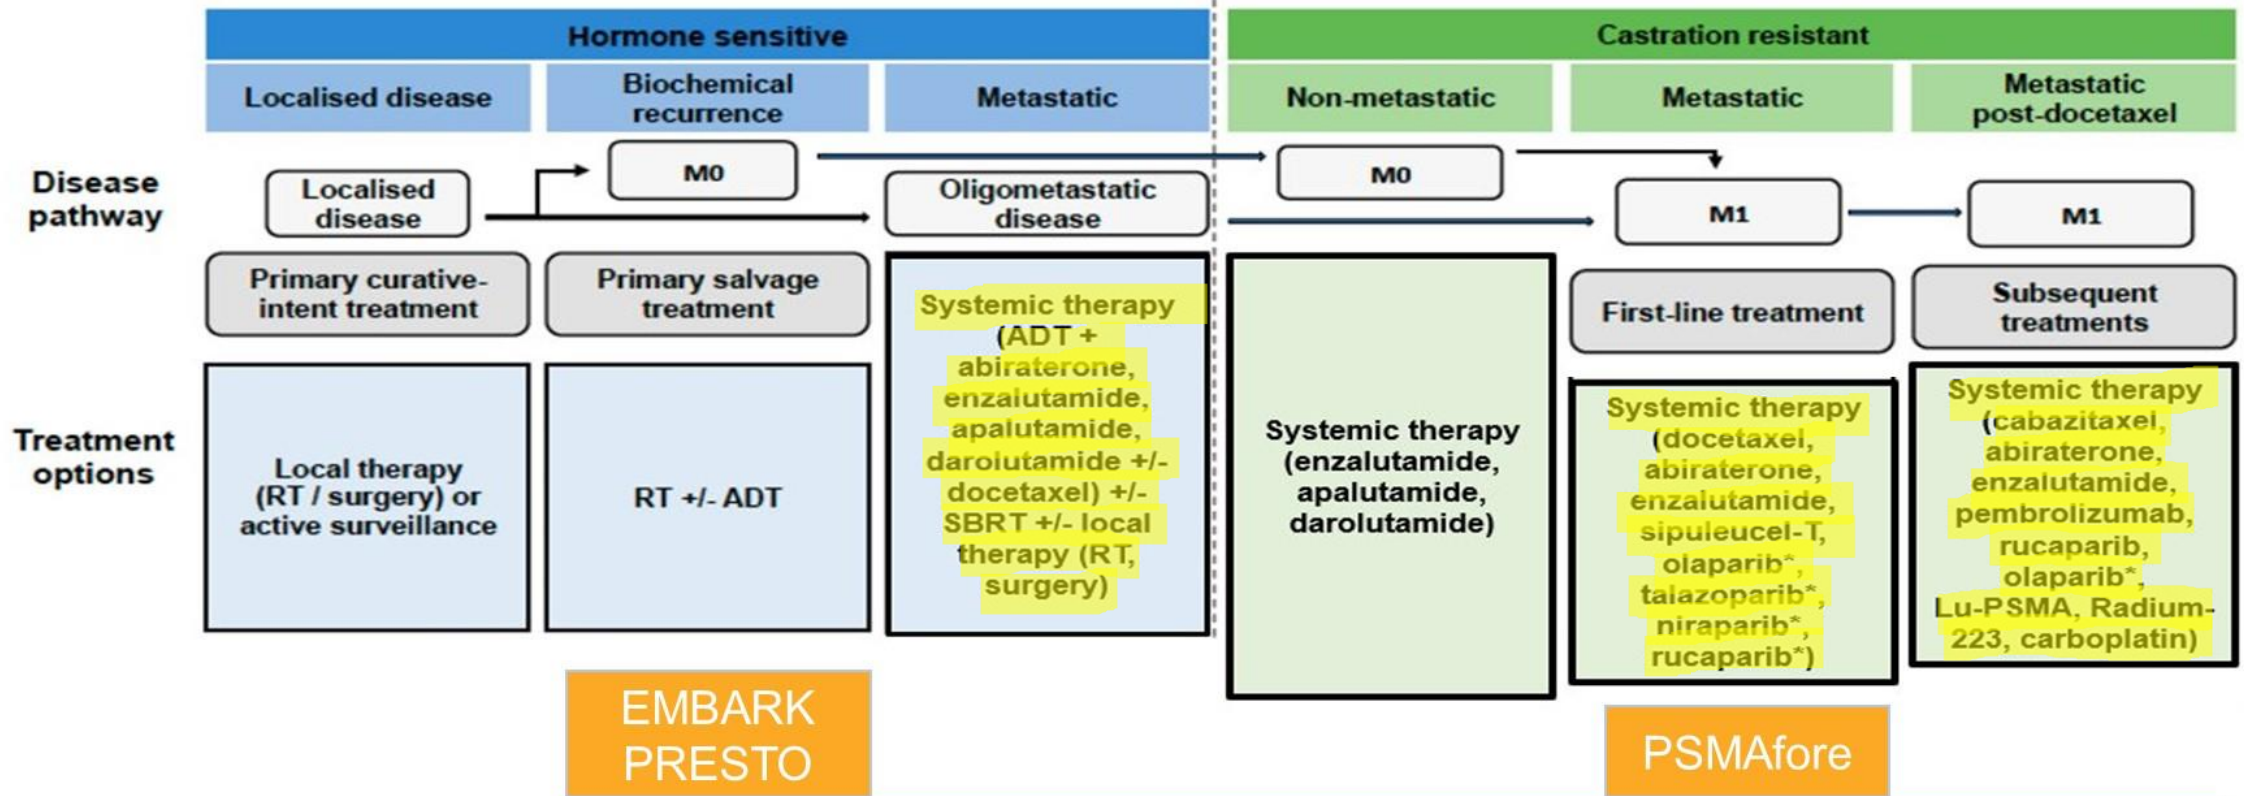 Hormone sensitive
Castration resistant
Localised disease
Biochemical
recurrence
Metastatic
Non-metastatic
Metastatic
Metastatic
post-docetaxel
Disease
pathway
Localised
disease
M0
Oligometastatic
disease
M0
M1
M1
Primary curative-
intent treatment
Primary salvage
treatment
First-line treatment
Subsequent
treatments
Treatment
options
Local therapy
(RT / surgery) or
active surveillance
RT +/- ADT
Systemic therapy
(ADT +
abiraterone,
enzalutamide,
apalutamide,
darolutamide +/-
docetaxel) +/-
SBRT +/- local
therapy (RT,
surgery)
Systemic therapy
(enzalutamide,
apalutamide,
darolutamide)
Systemic therapy
(docetaxel,
abiraterone,
enzalutamide,
sipuleucel-T,
olaparib*,
talazoparib*,
niraparib*,
rucaparib*)
Systemic therapy
(cabazitaxel,
abiraterone,
enzalutamide,
pembrolizumab,
rucaparib,
olaparib*,
Lu-PSMA, Radium-
223, carboplatin)
EMBARK
PRESTO
PSMAfore